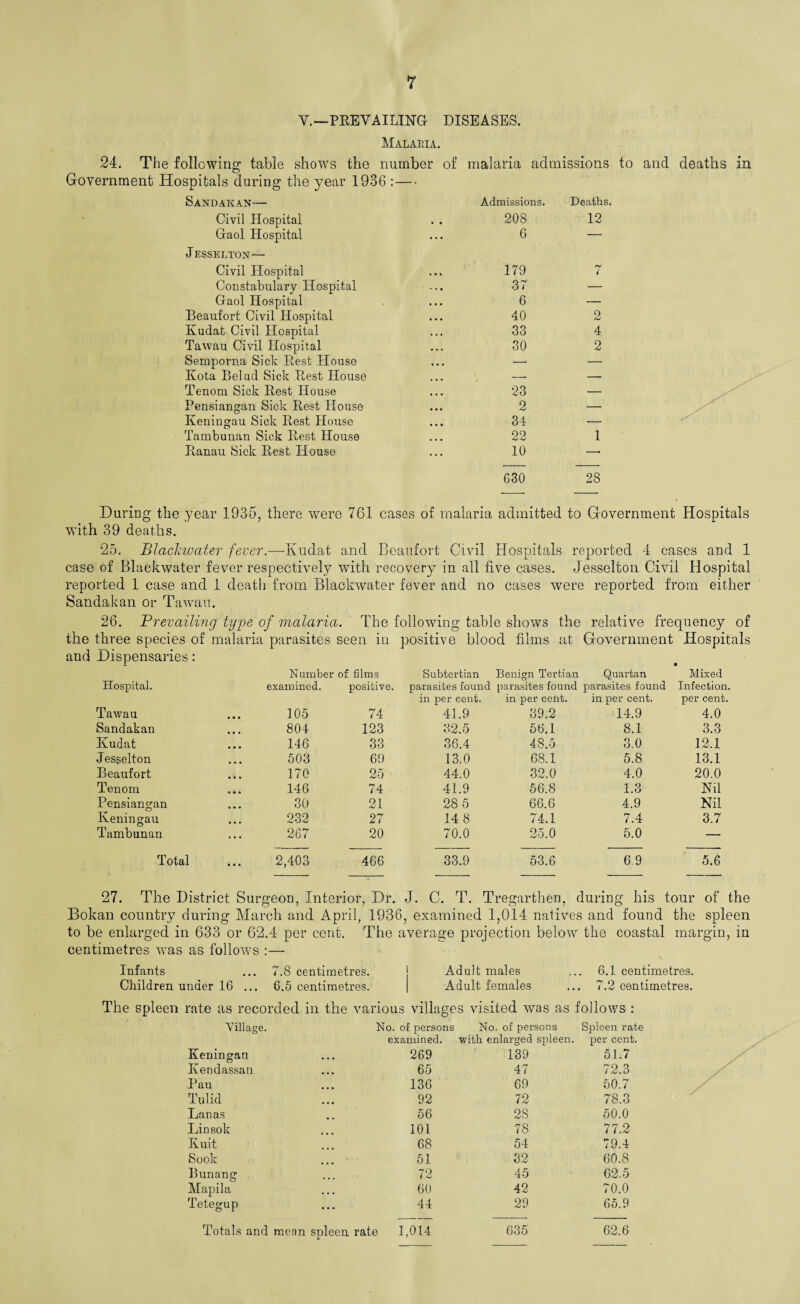 7
V.—PREVAILING DISEASES.
Malaria.
24. The following table shows the number of malaria admissions to and deaths in
Government Hospitals during the year 1936 :—
Sandakan— Admissions. Deaths.
Civil Hospital .. 208 12
Gaol Hospital ... 6 —
Jesselton—
Civil Hospital ... 179 7
Constabulary Hospital ... 37 —
Gaol Hospital ... 6 —
Beaufort Civil Hospital ... 40 2
Kudat Civil Hospital ... 33 4
Tawau Civil Hospital ... 30 2
Semporna Sick Rest House ... — —
Kota Belud Sick Rest House ... — —
Tenom Sick Rest House ... 23 —
Pensiangan Sick Rest House ... 2 —
Keningau Sick Rest House ... 34 —
Tambunan Sick Rest House ... 22 1
Ranau Sick Rest House ... 10 —
630 28
During the year 1935, there were 761 cases of malaria admitted to Government Hospitals
with 39 deaths.
25. Blackwater fever.—Kudat and Beaufort Civil Hospitals reported 4 cases and 1
case of Blackwater fever respectively with recovery in all five cases. Jesselton Civil Hospital
reported 1 case and 1 death from Blackwater fever and no cases were reported from either
Sandakan or Tawau.
26. Prevailing type of malaria. The following table shows the relative frequency of
the three species of malaria parasites seen in positive blood films at Government Hospitals
and Dispensaries :
Number of films Subtertian Benign Tertian Quartan Mixed
Hospital. examined. positive. parasites found parasites found parasites found Infection.
in per cent. in per cent. in per cent. per cent.
Tawau ... 105 74 41.9 39.2 14.9 4.0
Sandakan ... 804 123 32.5 56.1 8.1 3.3
Kudat ... 146 33 36.4 48.5 3.0 12.1
Jesselton ... 503 69 13.0 68.1 5.8 13.1
Beaufort ... 170 25 44.0 32.0 4.0 20.0
Tenom ... 146 74 41.9 56.8 1.3 Nil
Pensiangan ... 30 21 28 5 66.6 4.9 Nil
Keningau ... 232 27 14 8 74.1 7.4 3.7
Tambunan ... 267 20 70.0 25.0 5.0 —
Total ... 2,403 466 33.9 53.6 6.9 5.6
27. The District Surgeon, Interior, Dr. J. C. T. Tregarthen, during his tour of the
Bokan country during March and April, 1936, examined 1,014 natives and found the spleen
to be enlarged in 633 or 62.4 per cent. The average projection below the coastal margin, in
centimetres was as follows :—
Infants ... 7.8 centimetres. | Adult males ... 6.1 centimetres.
Children under 16 ... 6.5 centimetres. | Adult females ... 7.2 centimetres.
The spleen rate as recorded in the various villages visited was as follows :
Village. No. of persons No. of persons Spleen rate
examined. with enlarged spleen. per cent.
Keningau ... 269 139 51.7
Kendassan ... 65 47 72.3
Pau ... 136 69 50.7
Tulid ... 92 72 78.3
Lanas .. 56 28 50.0
Linsok ... 101 78 77.2
Kuit ... 68 54 79.4
Sook ... 51 32 60.8
Bunang ... 72 45 62.5
Mapila ... 60 42 70.0
Tetegup ... 44 29 65.9
Totals and mean spleen rate 1,014 635 62.6